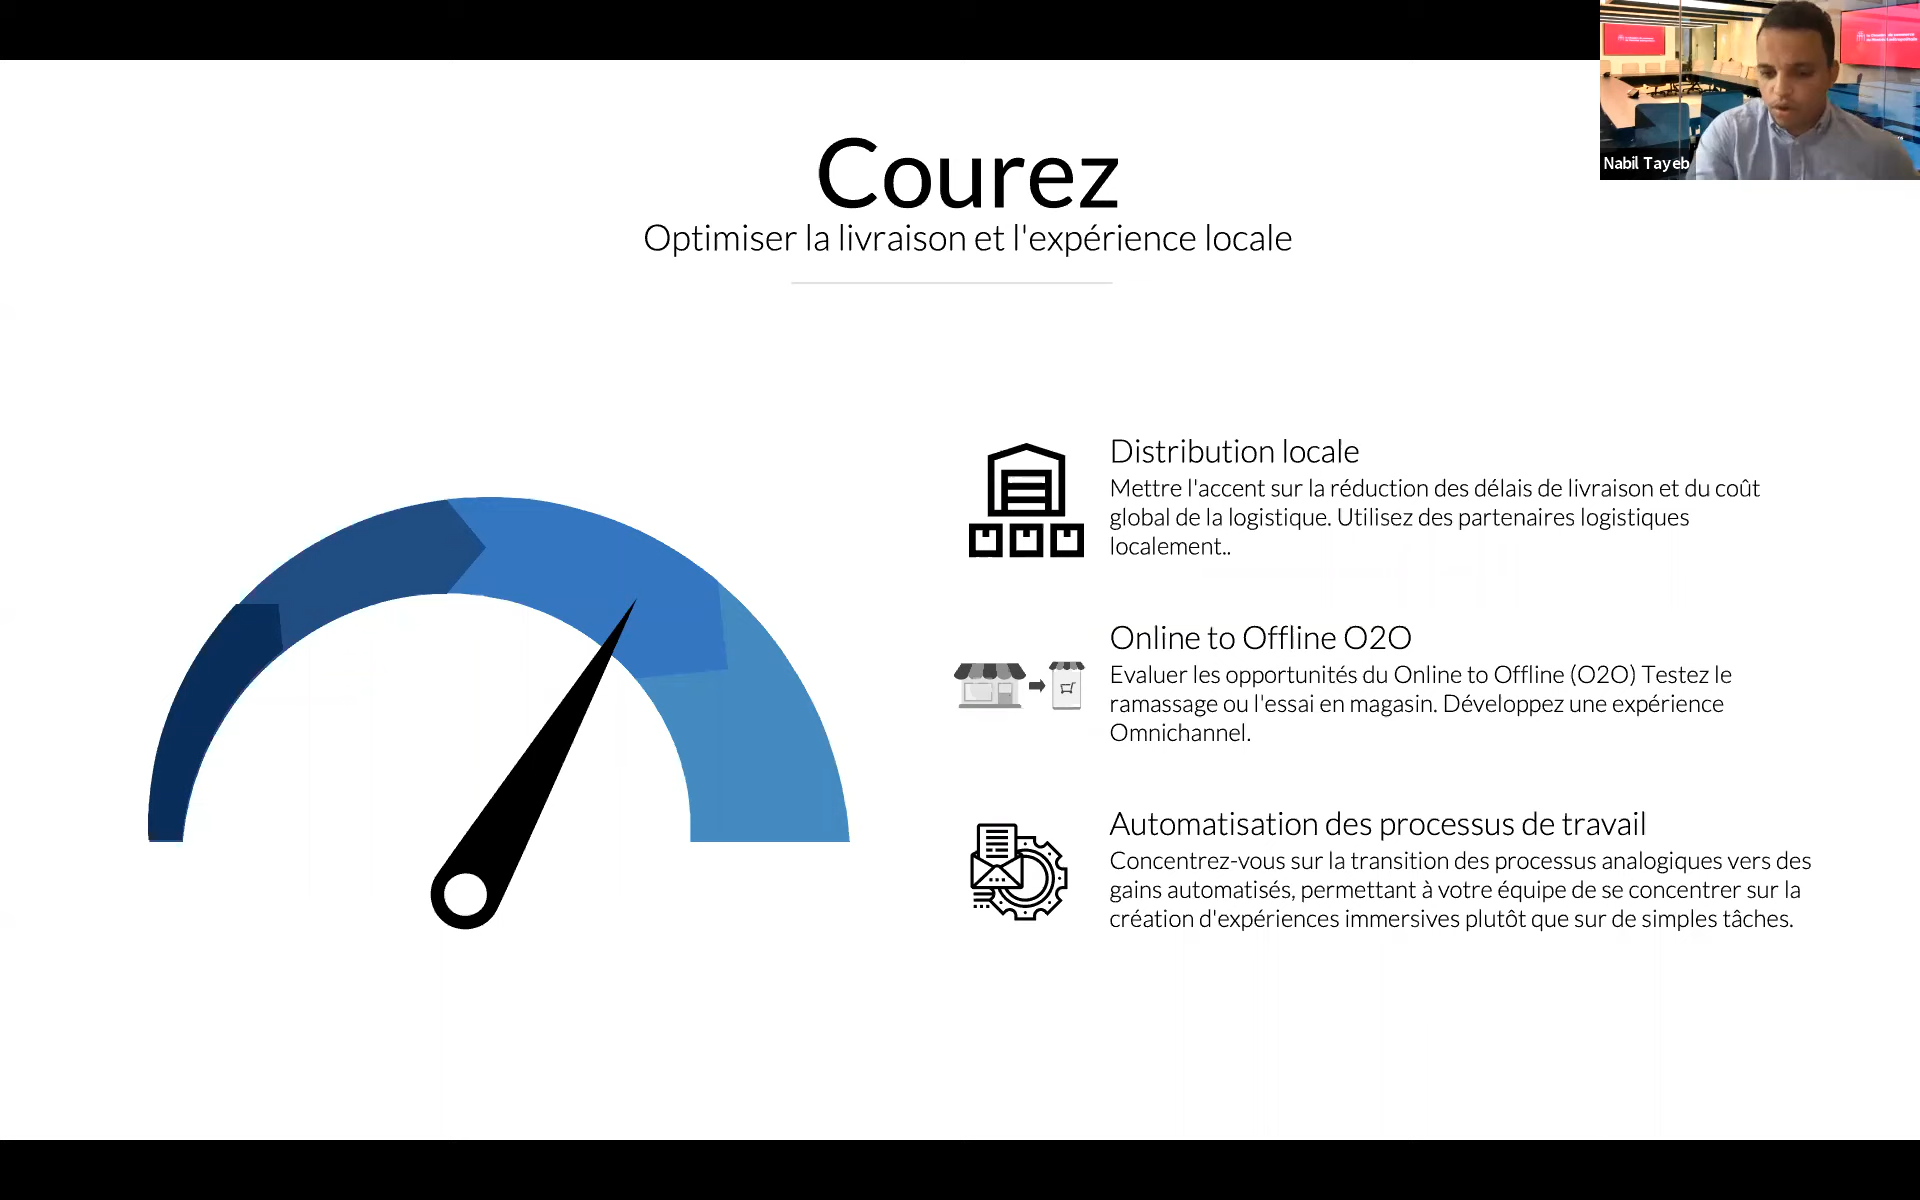 Courez
Optimiser la livraison et l'expérience locale
Nabil Tayeb
Distribution locale
Mettre l'accent sur la réduction des délais de livraison et du coût
global de la logistique. Utilisez des partenaires logistiques
localement..
Online to Offline O2O
Evaluer les opportunités du Online to Offline (O2O) Testez le
ramassage ou l'essai en magasin. Développez une expérience
Omnichannel.
Automatisation des processus de travail
Concentrez-vous sur la transition des processus analogiques vers des
gains automatisés, permettant à votre équipe de se concentrer sur la
création d'expériences immersives plutôt que sur de simples tâches.